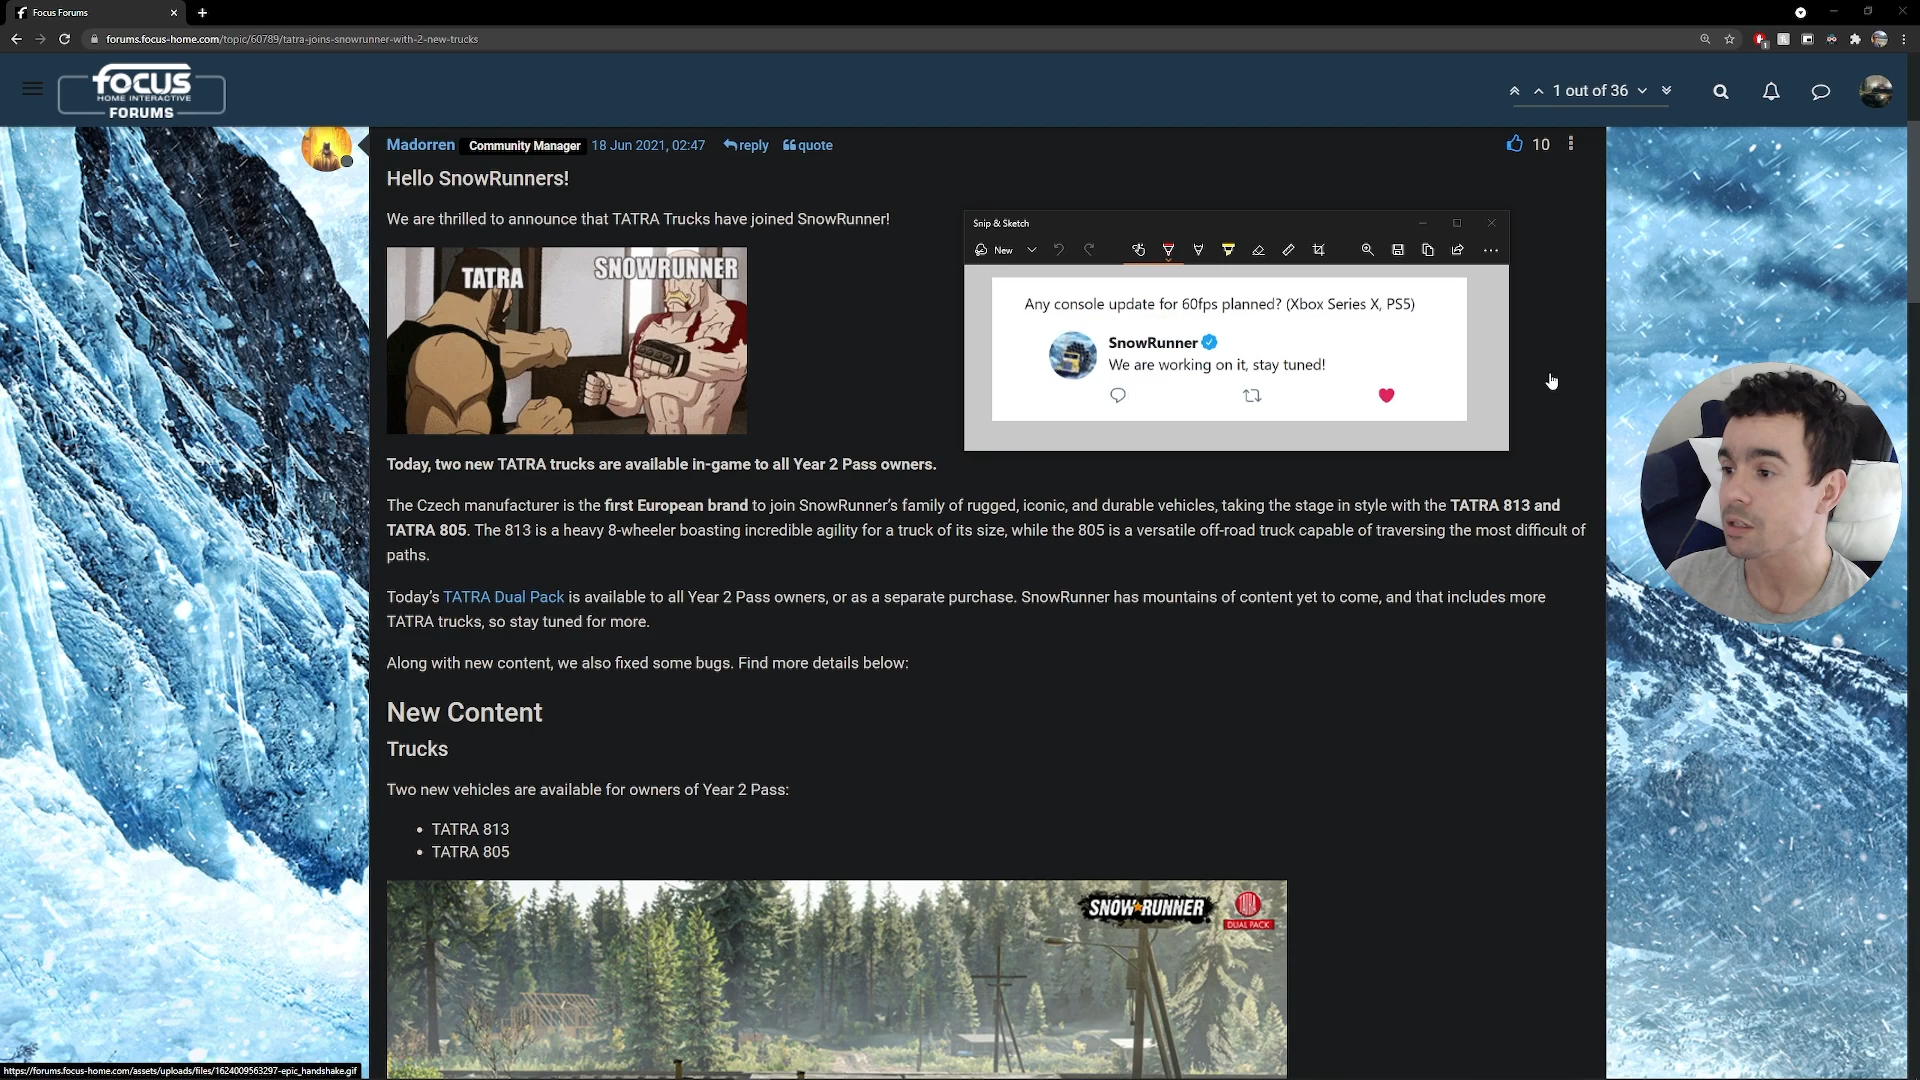 Focus Forums
forums.focus-home.com/topic/60789/tatra-joins-snowrunner-with-2-new-trucks
focus
HOME INTERACTIVE
FORUMS
1 out of 36
Madorren Community Manager 18 Jun 2021, 02:47 reply quote
10
Hello SnowRunners!
We are thrilled to announce that TATRA Trucks have joined SnowRunner!
TATRA
SNOWRUNNER
Snip & Sketch
New
Any console update for 60fps planned? (Xbox Series X, PS5)
SnowRunner
We are working on it, stay tuned!
Today, two new TATRA trucks are available in-game to all Year 2 Pass owners.
The Czech manufacturer is the first European brand to join SnowRunner's family of rugged, iconic, and durable vehicles, taking the stage in style with the TATRA 813 and
TATRA 805. The 813 is a heavy 8-wheeler boasting incredible agility for a truck of its size, while the 805 is a versatile off-road truck capable of traversing the most difficult of
paths.
Today's TATRA Dual Pack is available to all Year 2 Pass owners, or as a separate purchase. SnowRunner has mountains of content yet to come, and that includes more
TATRA trucks, so stay tuned for more.
Along with new content, we also fixed some bugs. Find more details below:
New Content
Trucks
Two new vehicles are available for owners of Year 2 Pass:
• TATRA 813
• TATRA 805
SNOWRUNNER
TATRA
DUAL PACK
https://forums.focus-home.com/assets/uploads/files/1624009563297-epic_handshake.gif